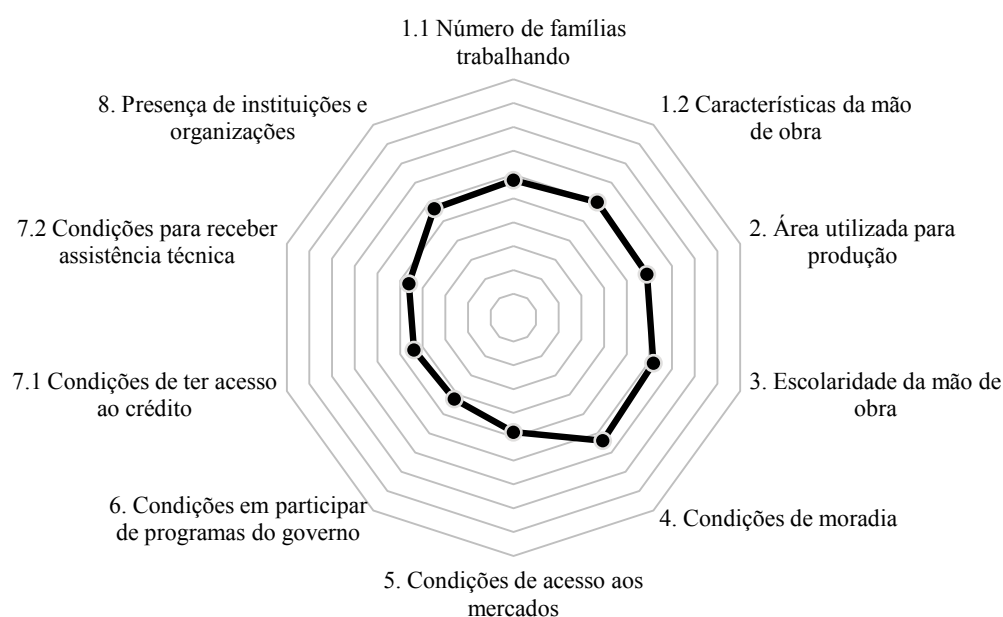 1.1 Número de famílias
trabalhando
1.2 Características da mão
de obra
2. Área utilizada para
produção
3. Escolaridade da mão de
obra
4. Condições de moradia
5. Condições de acesso aos
mercados
6. Condições em participar
de programas do governo
7.1 Condições de ter acesso
ao crédito
7.2 Condições para receber
assistência técnica
8. Presença de instituições e
organizações